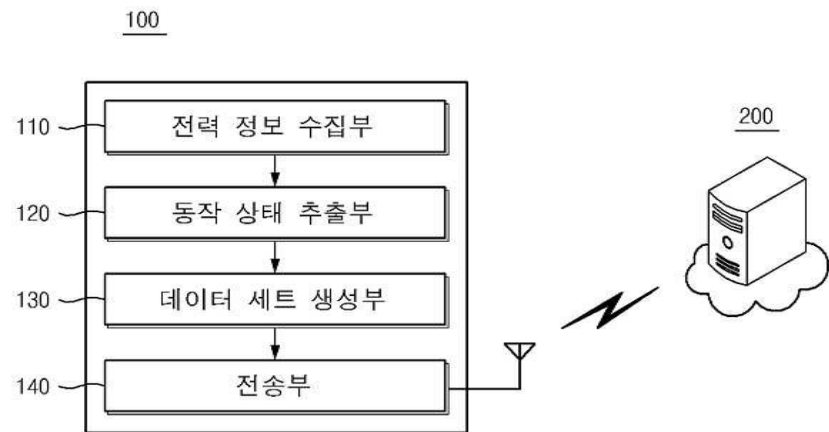 100
110 전력 정보 수집부
200
120 동작 상태 추출부
130 데이터 세트 생성부
140 전송부